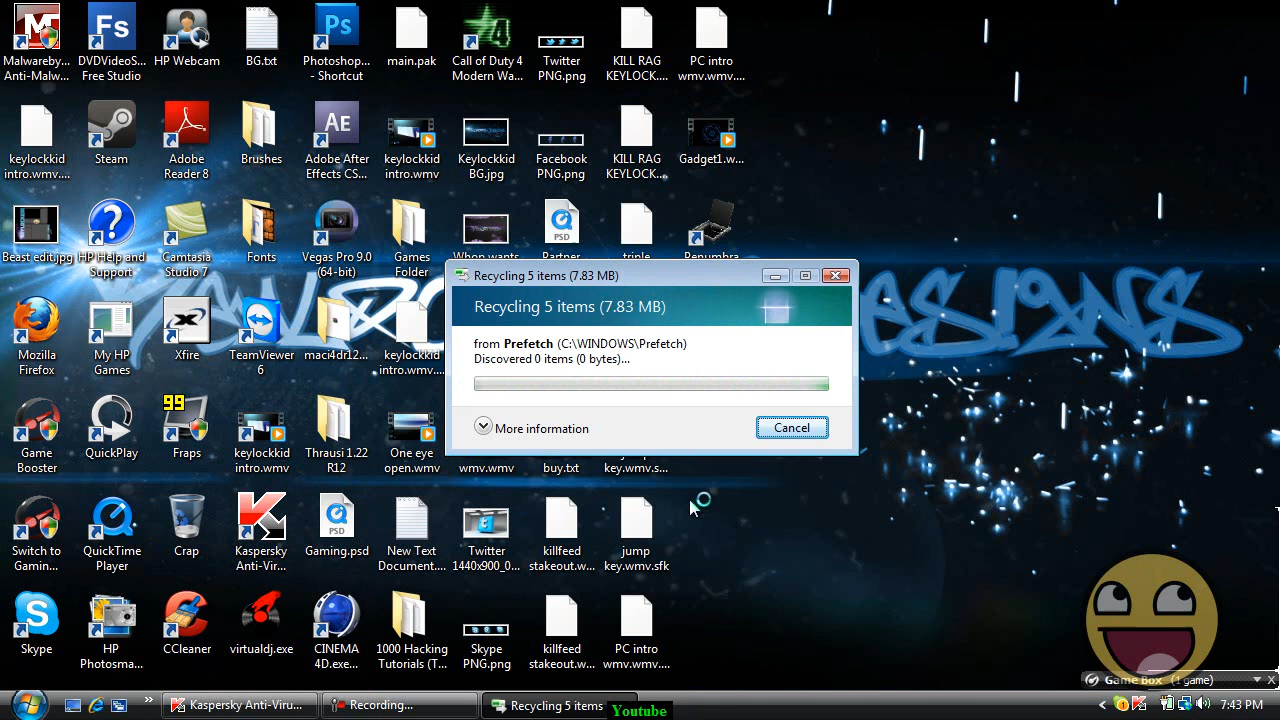 Malwareby...
Anti-Malw...
DVDVideoS...
Free Studio
HP Webcam
BG.txt
Photoshop...
- Shortcut
main.pak
Call of Duty 4
Modern Wa...
Twitter
PNG.png
KILL RAG
KEYLOCK....
PC intro
wmv.wmv....
keylockkid
intro.wmv....
Steam
Adobe
Reader 8
Brushes
Adobe After
Effects CS...
keylockkid
intro.wmv
Keylockkid
BG.jpg
Facebook
PNG.png
KILL RAG
KEYLOCK....
Gadget1.w...
Beast edit.jpg
HP Help and
Support
Camtasia
Studio 7
Fonts
Vegas Pro 9.0
(64-bit)
Games
Folder
Whon wants
Partner
triple
Penumbra
Recycling 5 items (7.83 MB)
Recycling 5 items (7.83 MB)
from Prefetch (C:\WINDOWS\Prefetch)
Discovered 0 items (0 bytes)...
More information
Cancel
Mozilla
Firefox
My HP
Games
Xfire
TeamViewer
6
maci4dr12...
keylockkid
intro.wmv....
99
Game
Booster
QuickPlay
Fraps
keylockkid
intro.wmv
Thrausi 1.22
R12
One eye
open.wmv
wmv.wmv
buy.txt
key.wmv.s...
Switch to
Gamin...
QuickTime
Player
Crap
Kaspersky
Anti-Vir...
Gaming.psd
New Text
Document....
Twitter
1440x900_0...
killfeed
stakeout.w...
jump
key.wmv.sfk
Skype
HP
Photosma...
CCleaner
virtualdj.exe
CINEMA
4D.exe...
1000 Hacking
Tutorials (T...
Skype
PNG.png
killfeed
stakeout.w...
PC intro
wmv.wmv....
Game Box (1 game)
Kaspersky Anti-Viru...
Recording...
Recycling 5 items
Youtube
7:43 PM